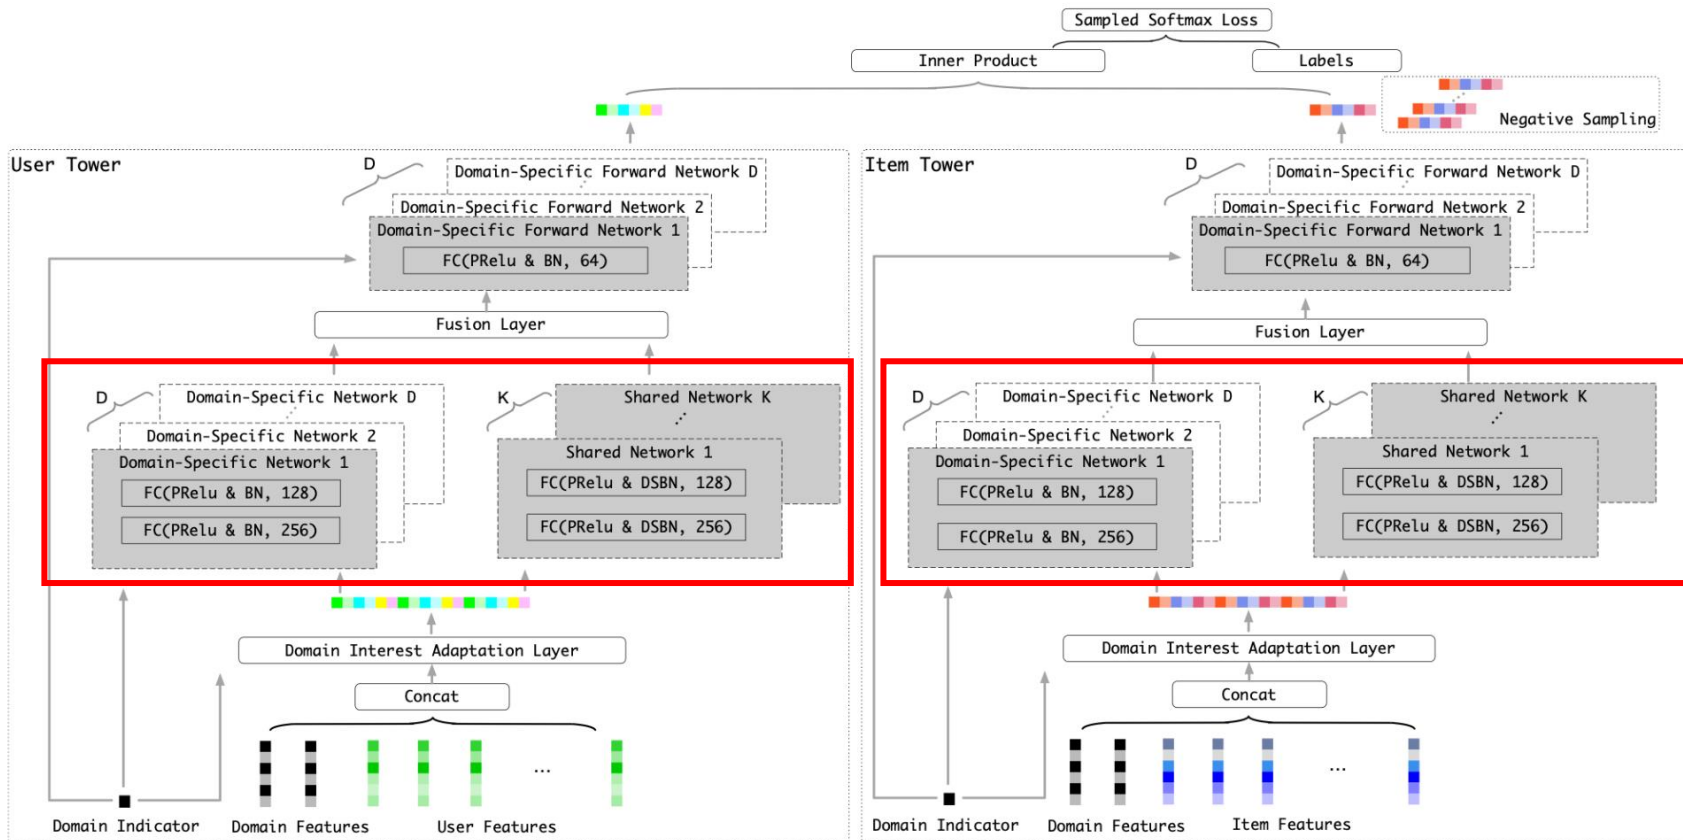 Sampled Softmax Loss
Inner Product
Labels
Negative Sampling
User Tower
D
Domain-Specific Forward Network D
Domain-Specific Forward Network 2
Domain-Specific Forward Network 1
FC(PRelu & BN, 64)
Fusion Layer
D
Domain-Specific Network D
Domain-Specific Network 2
Domain-Specific Network 1
FC(PRelu & BN, 128)
FC(PRelu & BN, 256)
K
Shared Network K
Shared Network 1
FC(PRelu & DSBN, 128)
FC(PRelu & DSBN, 256)
Domain Interest Adaptation Layer
Concat
...
Domain Indicator
Domain Features
User Features
Item Tower
D
Domain-Specific Forward Network D
Domain-Specific Forward Network 2
Domain-Specific Forward Network 1
FC(PRelu & BN, 64)
Fusion Layer
D
Domain-Specific Network D
Domain-Specific Network 2
Domain-Specific Network 1
FC(PRelu & BN, 128)
FC(PRelu & BN, 256)
K
Shared Network K
Shared Network 1
FC(PRelu & DSBN, 128)
FC(PRelu & DSBN, 256)
Domain Interest Adaptation Layer
Concat
...
Domain Indicator
Domain Features
Item Features